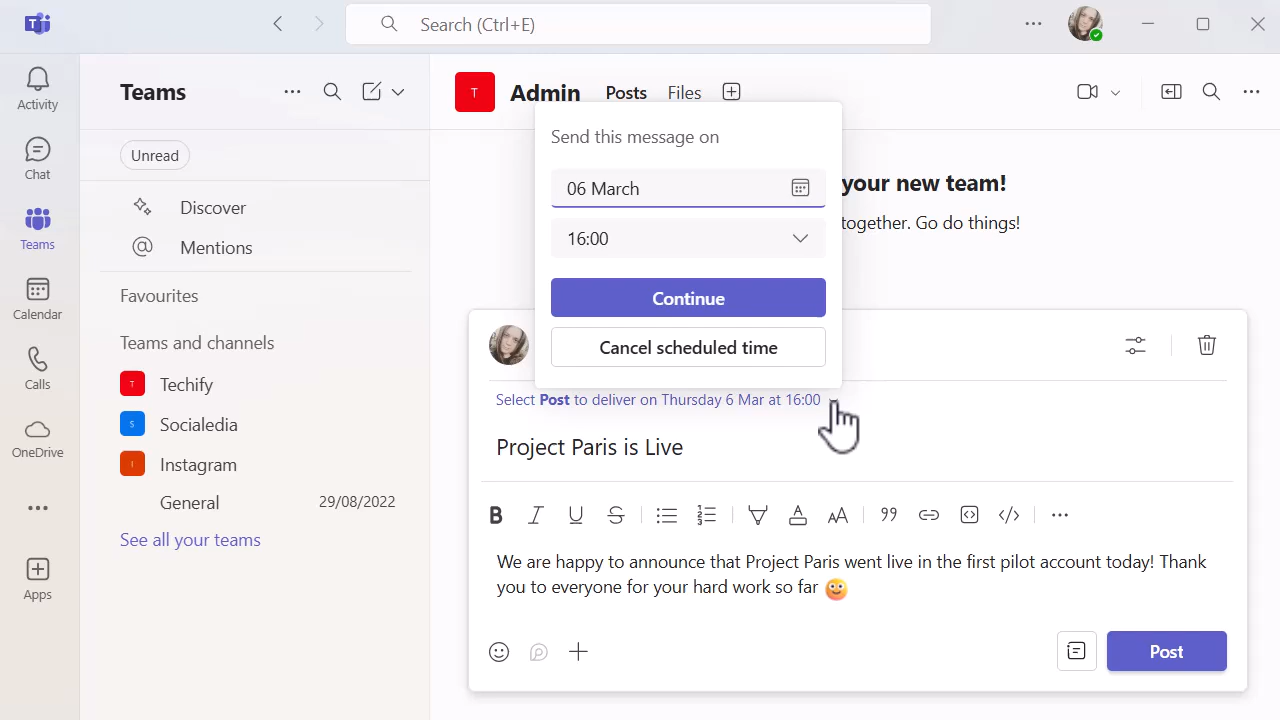 Search (Ctrl+E)
Activity
Chat
Teams
Calendar
Calls
OneDrive
Apps
Teams
Unread
Discover
Mentions
Favourites
Teams and channels
T Techify
S Socialedia
I Instagram
General 29/08/2022
See all your teams
T Admin Posts Files
your new team!
together. Go do things!
Send this message on
06 March
16:00
Continue
Cancel scheduled time
Select Post to deliver on Thursday 6 Mar at 16:00
Project Paris is Live
We are happy to announce that Project Paris went live in the first pilot account today! Thank
you to everyone for your hard work so far
Post